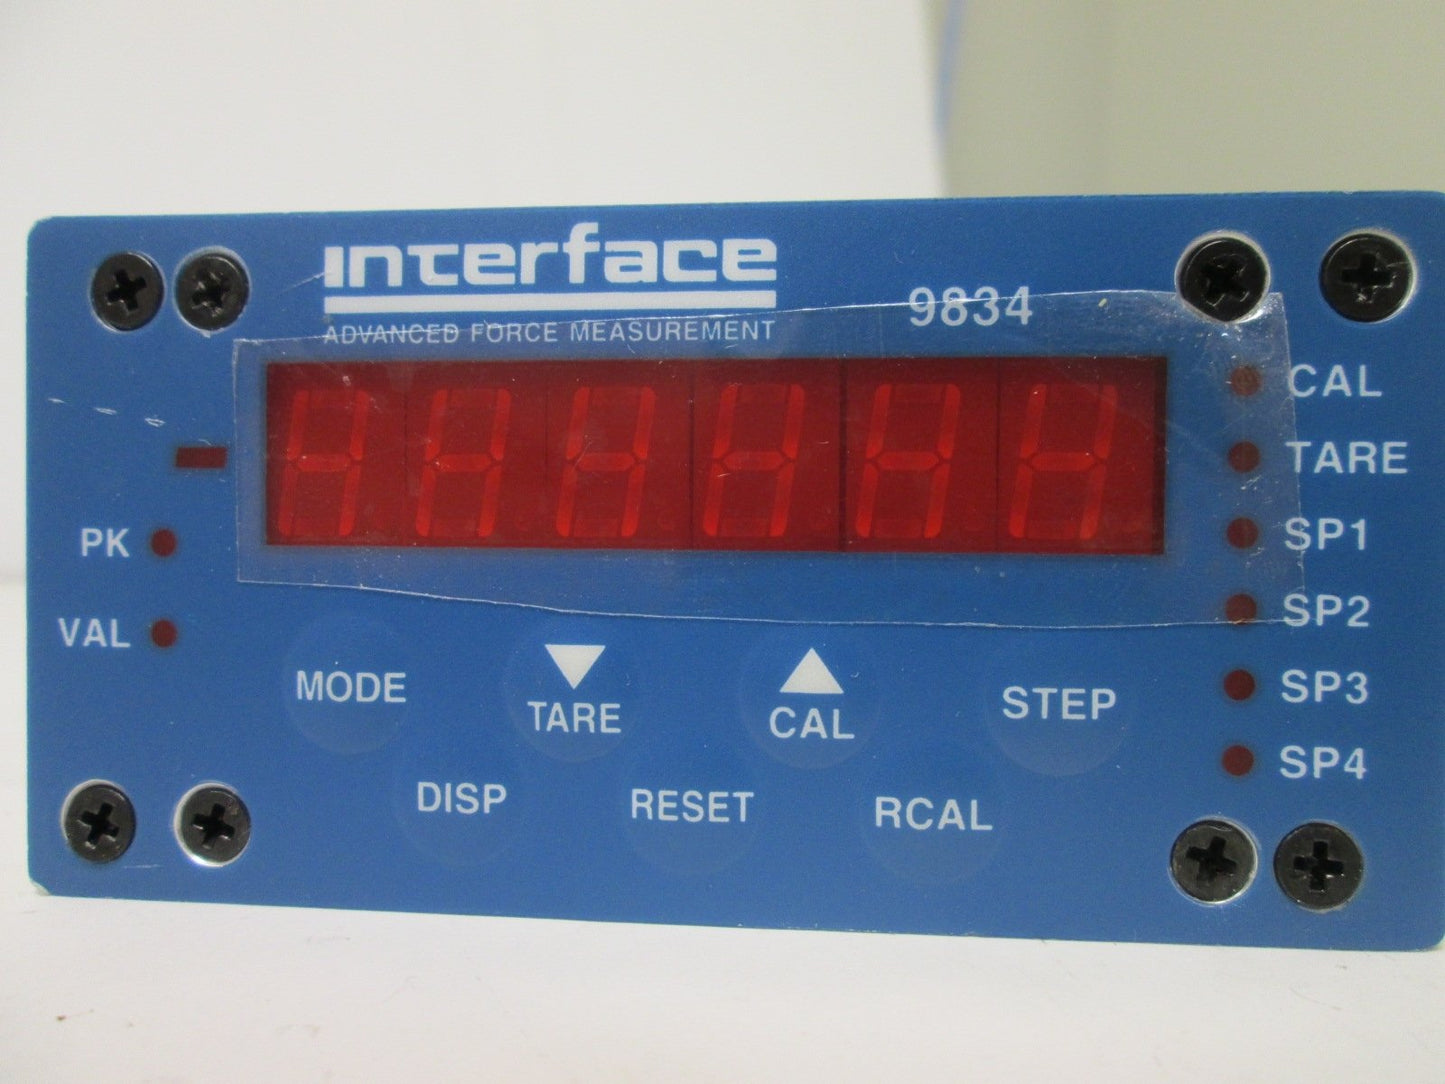 interface
ADVANCED FORCE MEASUREMENT
9834
CAL
TARE
SP1
SP2
SP3
SP4
PK
VAL
MODE
TARE
CAL
STEP
DISP
RESET
RCAL